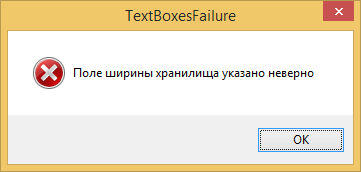 TextBoxesFailure
Поле ширины хранилища указано неверно
OK